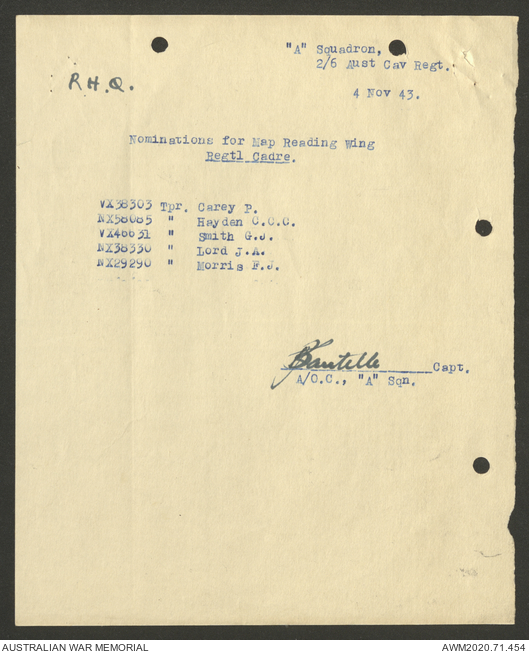 "A" Squadron,
2/6 Aust Cav Regt.
R.H.Q.
4 Nov 43.
Nominations for Map Reading Wing
Regtl Cadre.
VX38303 Tpr. Carey P.
NX58085 " Hayden C.C.C.
VX46631 " Smith G.J.
NX38330 " Lord J.A.
NX29290 " Morris F.J.
Capt.
A/O.C., "A" Sqn.
AUSTRALIAN WAR MEMORIAL
AWM2020.71.454